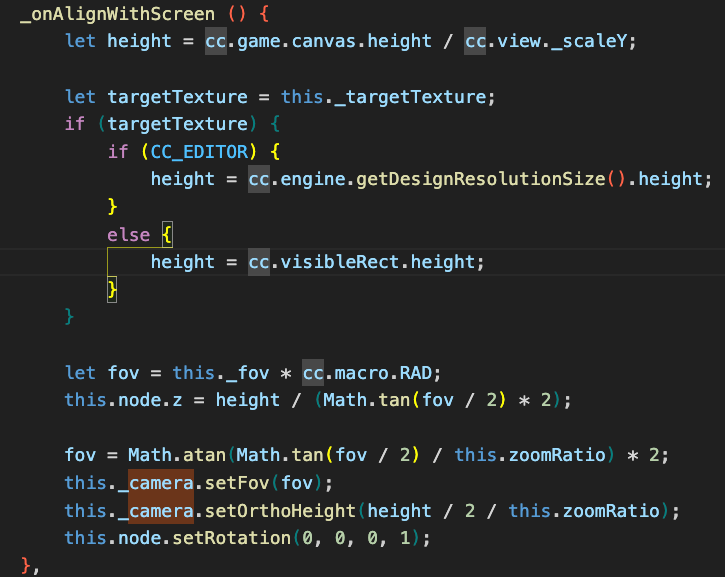 _onAlignWithScreen () {
let height = cc.game.canvas.height / cc.view._scaleY;
let targetTexture = this._targetTexture;
if (targetTexture) {
if (CC_EDITOR) {
height = cc.engine.getDesignResolutionSize().height;
}
else {
height = cc.visibleRect.height;
}
}
let fov = this._fov * cc.macro.RAD;
this.node.z = height / (Math.tan(fov / 2) * 2);
fov = Math.atan(Math.tan(fov / 2) / this.zoomRatio) * 2;
this._camera.setFov(fov);
this._camera.setOrthoHeight(height / 2 / this.zoomRatio);
this.node.setRotation(0, 0, 0, 1);
},